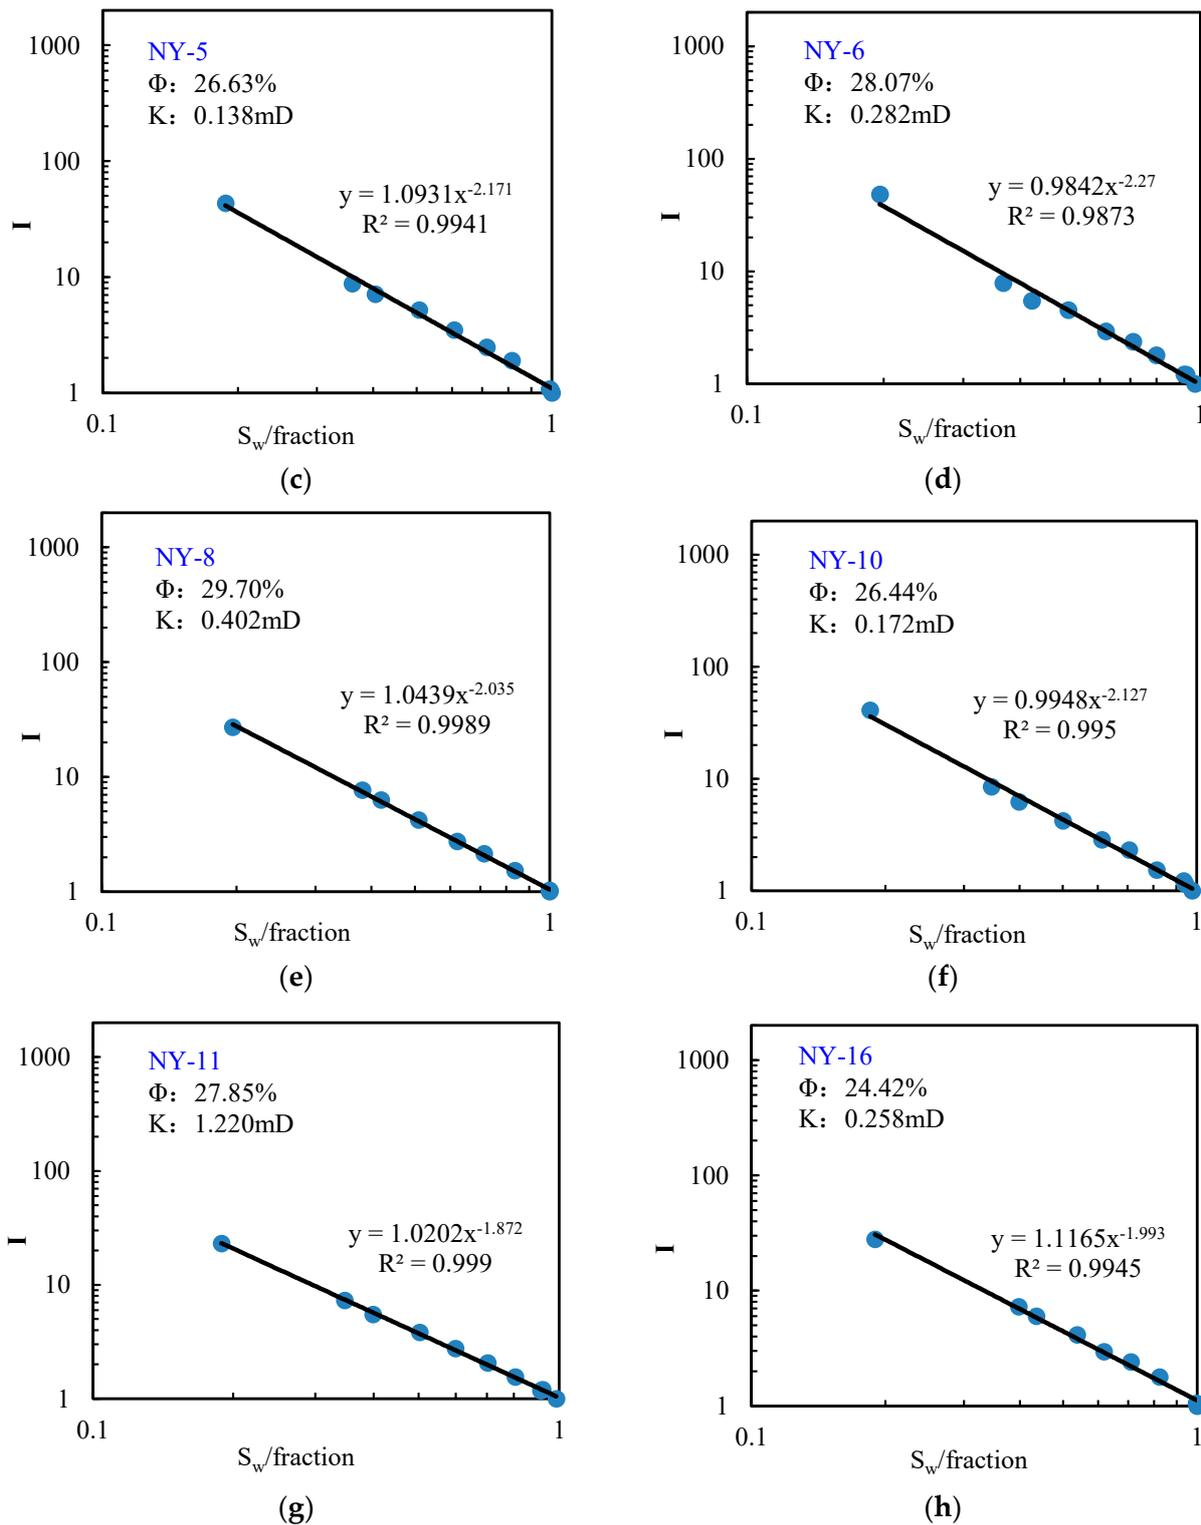 NY-5
Φ：26.63%
K：0.138mD
1000
100
10
1
I
y = 1.0931x^-2.171
R² = 0.9941
0.1
1
Sw/fraction
(c)
NY-6
Φ：28.07%
K：0.282mD
1000
100
10
1
I
y = 0.9842x^-2.27
R² = 0.9873
0.1
1
Sw/fraction
(d)
NY-8
Φ：29.70%
K：0.402mD
1000
100
10
1
I
y = 1.0439x^-2.035
R² = 0.9989
0.1
1
Sw/fraction
(e)
NY-10
Φ：26.44%
K：0.172mD
1000
100
10
1
I
y = 0.9948x^-2.127
R² = 0.995
0.1
1
Sw/fraction
(f)
NY-11
Φ：27.85%
K：1.220mD
1000
100
10
1
I
y = 1.0202x^-1.872
R² = 0.999
0.1
1
Sw/fraction
(g)
NY-16
Φ：24.42%
K：0.258mD
1000
100
10
1
I
y = 1.1165x^-1.993
R² = 0.9945
0.1
1
Sw/fraction
(h)